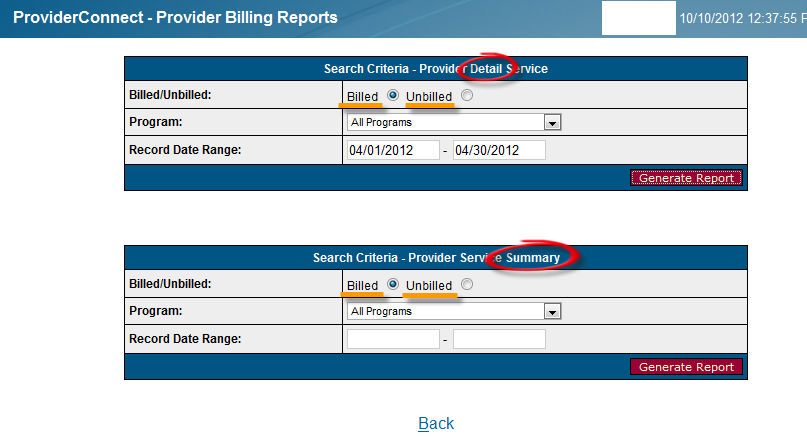 ProviderConnect - Provider Billing Reports
10/10/2012 12:37:55 P
Search Criteria - Provider Detail Service
Billed/Unbilled: Billed Unbilled
Program: All Programs
Record Date Range: 04/01/2012 - 04/30/2012
Generate Report
Search Criteria - Provider Service Summary
Billed/Unbilled: Billed Unbilled
Program: All Programs
Record Date Range: -
Generate Report
Back